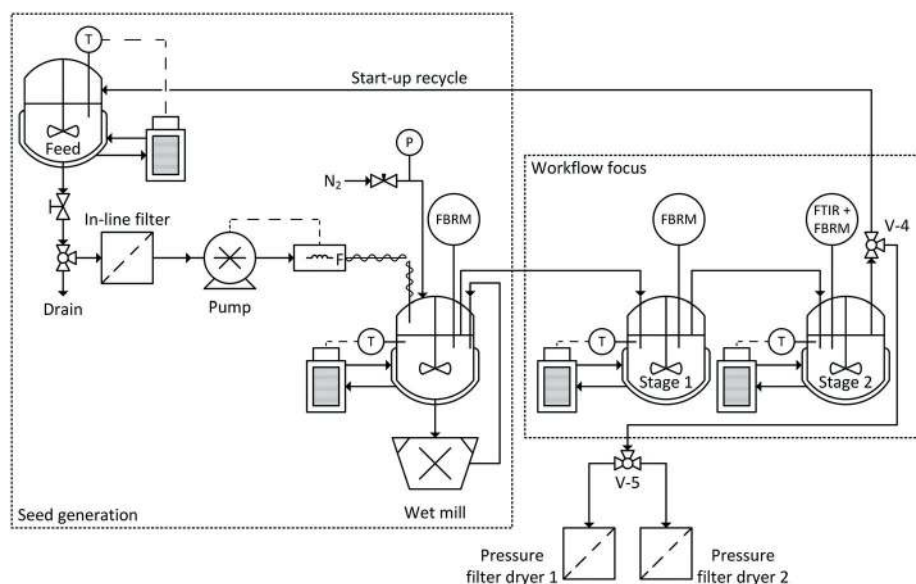 T
Start-up recycle
Feed
P
N₂
Workflow focus
FBRM
FBRM
FTIR +
FBRM
V-4
In-line filter
F
Drain
Pump
T
T
T
Stage 1
Stage 2
V-5
Wet mill
Seed generation
Pressure
filter dryer 1
Pressure
filter dryer 2